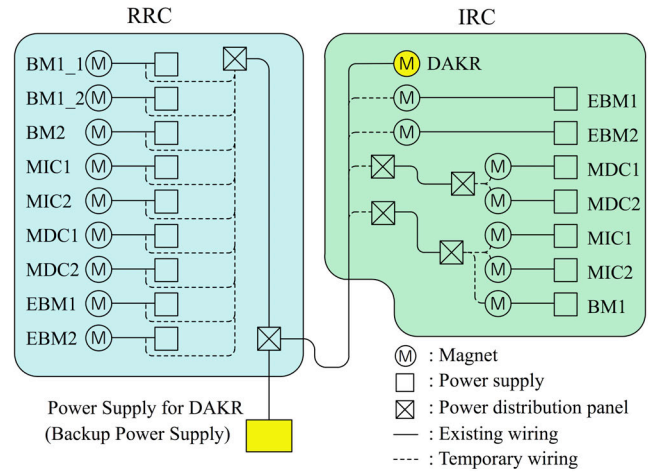 RRC
BM1_1 M
BM1_2 M
BM2 M
MIC1 M
MIC2 M
MDC1 M
MDC2 M
EBM1 M
EBM2 M
Power Supply for DAKR
(Backup Power Supply)
IRC
M DAKR
M EBM1
M EBM2
M MDC1
M MDC2
M MIC1
M MIC2
M BM1
M : Magnet
: Power supply
: Power distribution panel
: Existing wiring
: Temporary wiring